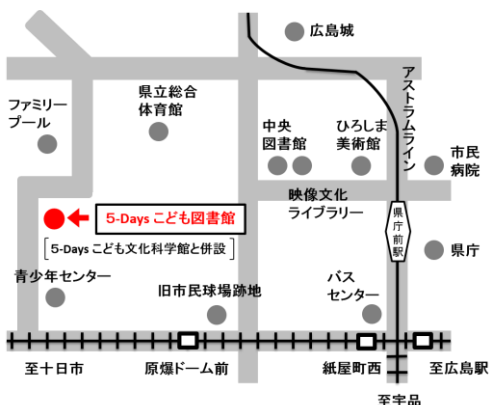 広島城
アストラムライン
ファミリー
プール
県立総合
体育館
中央
図書館
ひろしま
美術館
市民
病院
映像文化
ライブラリー
5-Days こども図書館
5-Days こども文化科学館と併設
県庁前駅
県庁
青少年センター
旧市民球場跡地
バス
センター
至十日市
原爆ドーム前
紙屋町西
至広島駅
至宇品